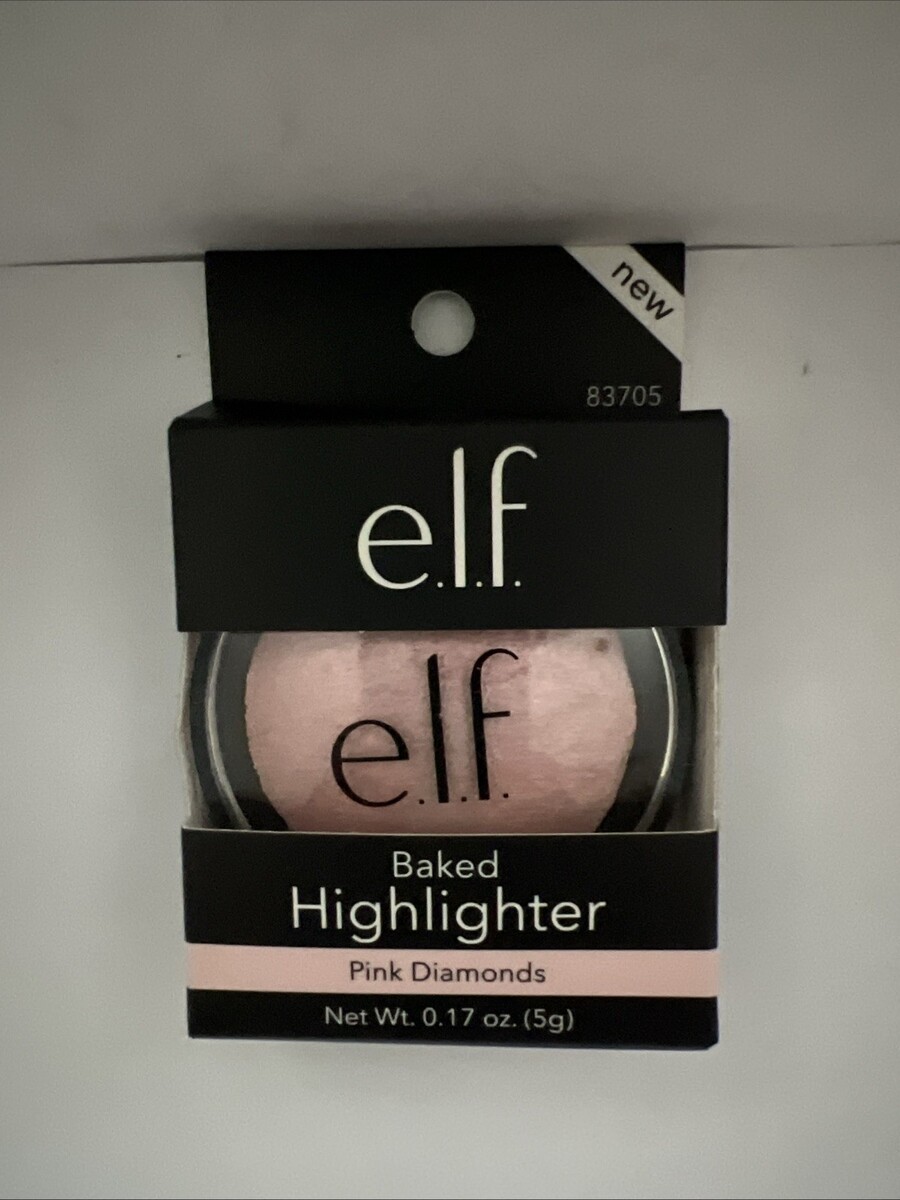 new
83705
e.l.f.
e.l.f.
Baked
Highlighter
Pink Diamonds
Net Wt. 0.17 oz. (5g)